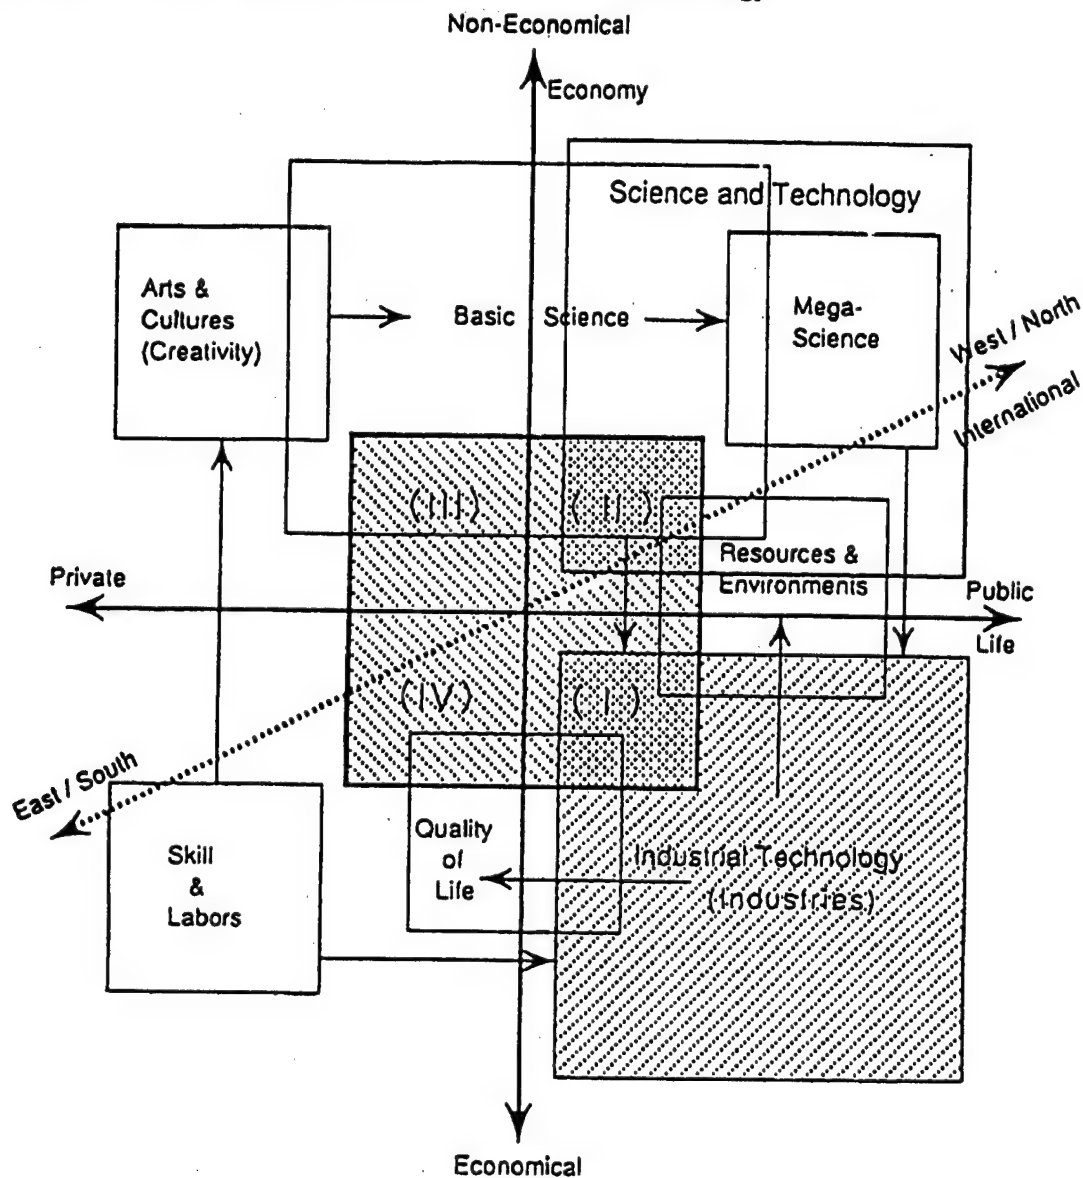 Non-Economical
Economy
Science and Technology
Arts &
Cultures
(Creativity)
Basic Science
Mega-
Science
West / North
International
(III)
(II)
Resources &
Environments
Private
Public
Life
(IV)
(I)
East / South
Skill
&
Labors
Quality
of
Life
Industrial Technology
(Industries)
Economical